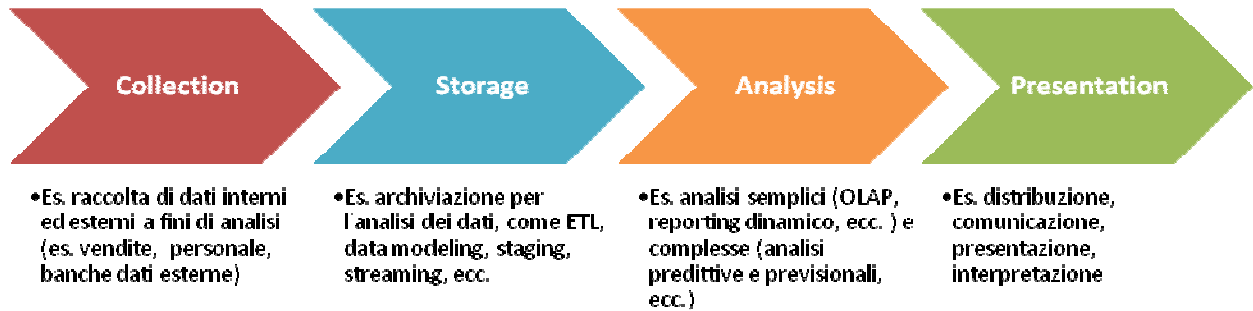 Collection
Storage
Analysis
Presentation
•Es. raccolta di dati interni
ed esterni a fini di analisi
(es. vendite, personale,
banche dati esterne)
•Es. archiviazione per
l'analisi dei dati, come ETL,
data modeling, staging,
streaming, ecc.
•Es. analisi semplici (OLAP,
reporting dinamico, ecc. ) e
complesse (analisi
predittive e previsionali,
ecc.)
•Es. distribuzione,
comunicazione,
presentazione,
interpretazione